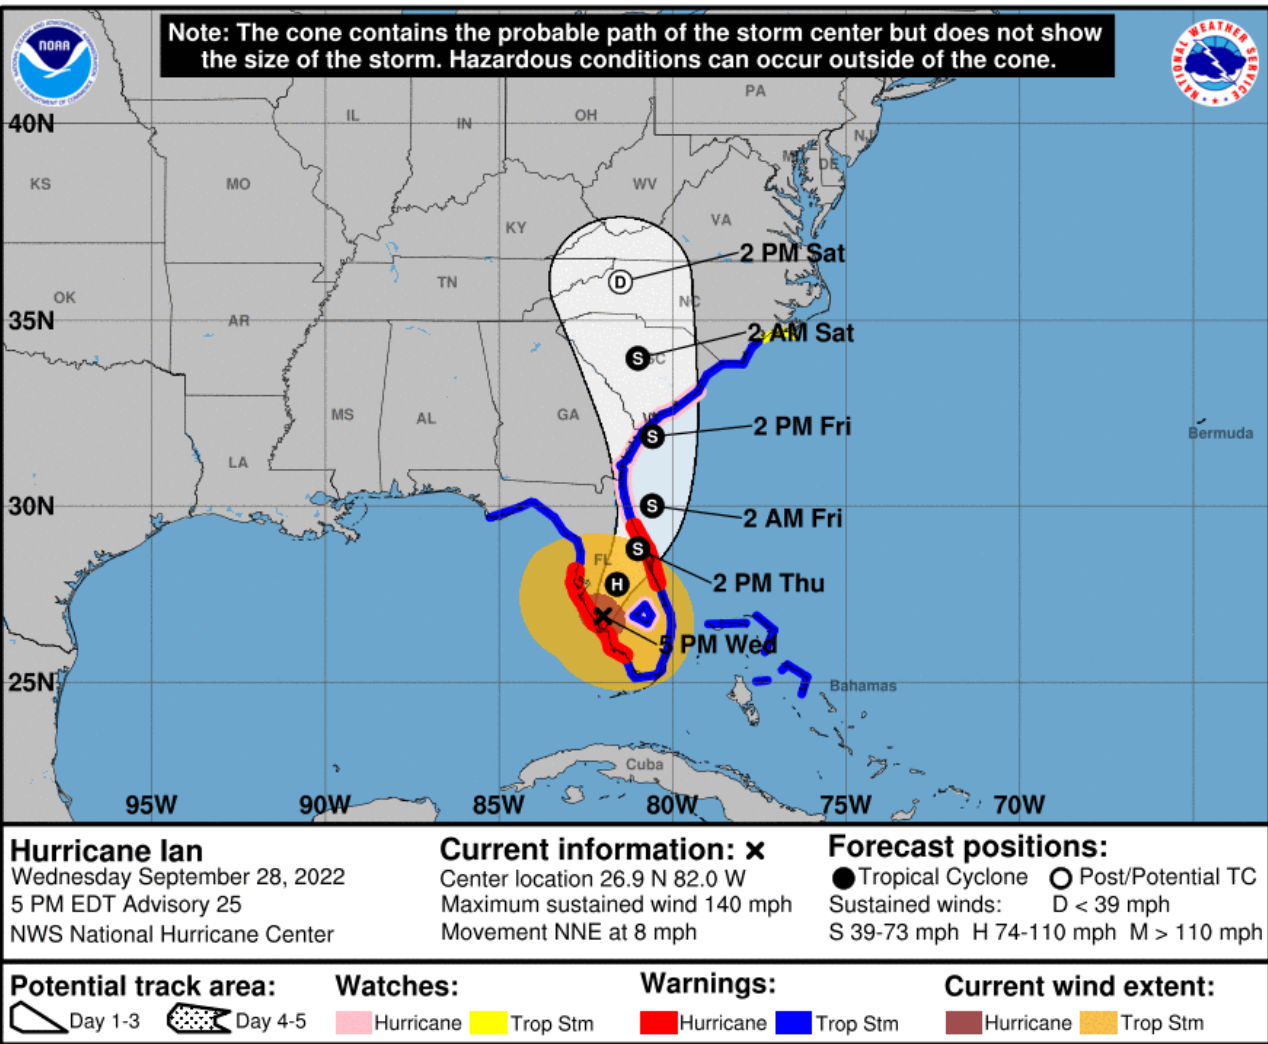 Note: The cone contains the probable path of the storm center but does not show
the size of the storm. Hazardous conditions can occur outside of the cone.
NOAA
NATIONAL WEATHER SERVICE
PA
IL
IN
OH
40N
NJ
DE
KS
MO
WV
KY
VA
2 PM Sat
D
TN
NC
OK
AR
35N
2 AM Sat
S
SC
MS
AL
GA
2 PM Fri
S
Bermuda
LA
30N
S
2 AM Fri
FL
S
H
2 PM Thu
5 PM Wed
25N
Bahamas
Cuba
95W
90W
85W
80W
75W
70W
Hurricane Ian
Wednesday September 28, 2022
5 PM EDT Advisory 25
NWS National Hurricane Center
Current information: ×
Center location 26.9 N 82.0 W
Maximum sustained wind 140 mph
Movement NNE at 8 mph
Forecast positions:
Tropical Cyclone Post/Potential TC
Sustained winds: D < 39 mph
S 39-73 mph H 74-110 mph M > 110 mph
Potential track area:
Day 1-3 Day 4-5
Watches:
Hurricane Trop Stm
Warnings:
Hurricane Trop Stm
Current wind extent:
Hurricane Trop Stm